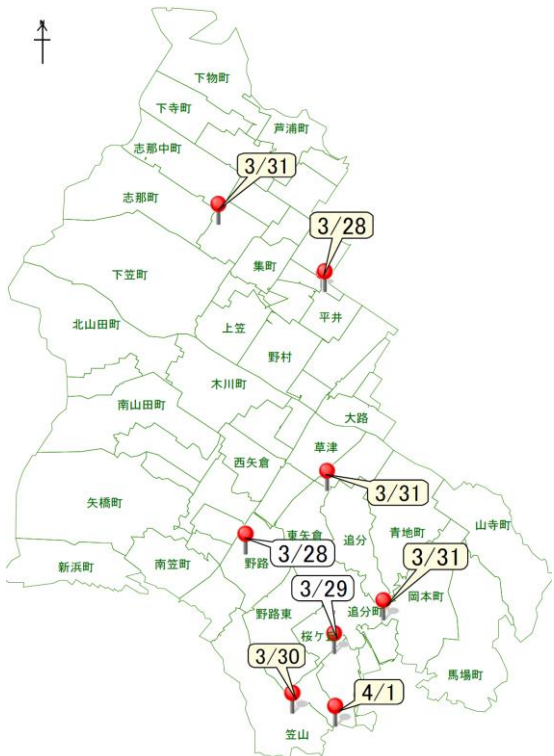 N
下物町
下寺町
芦浦町
志那中町
3/31
志那町
3/28
集町
下笠町
平井
北山田町
上笠
野村
木川町
南山田町
大路
草津
西矢倉
3/31
矢橋町
山寺町
青地町
追分
東矢倉
3/28
野路
3/31
新浜町
南笠町
岡本町
3/29
野路東
追分町
桜ケ丘
3/30
馬場町
4/1
笠山